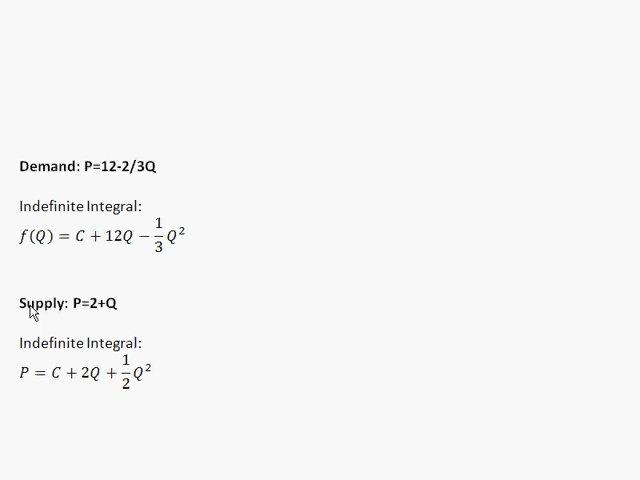 Demand: P=12-2/3Q
Indefinite Integral:
f(Q) = C + 12Q − 1/3 Q²
Supply: P=2+Q
Indefinite Integral:
P = C + 2Q + 1/2 Q²